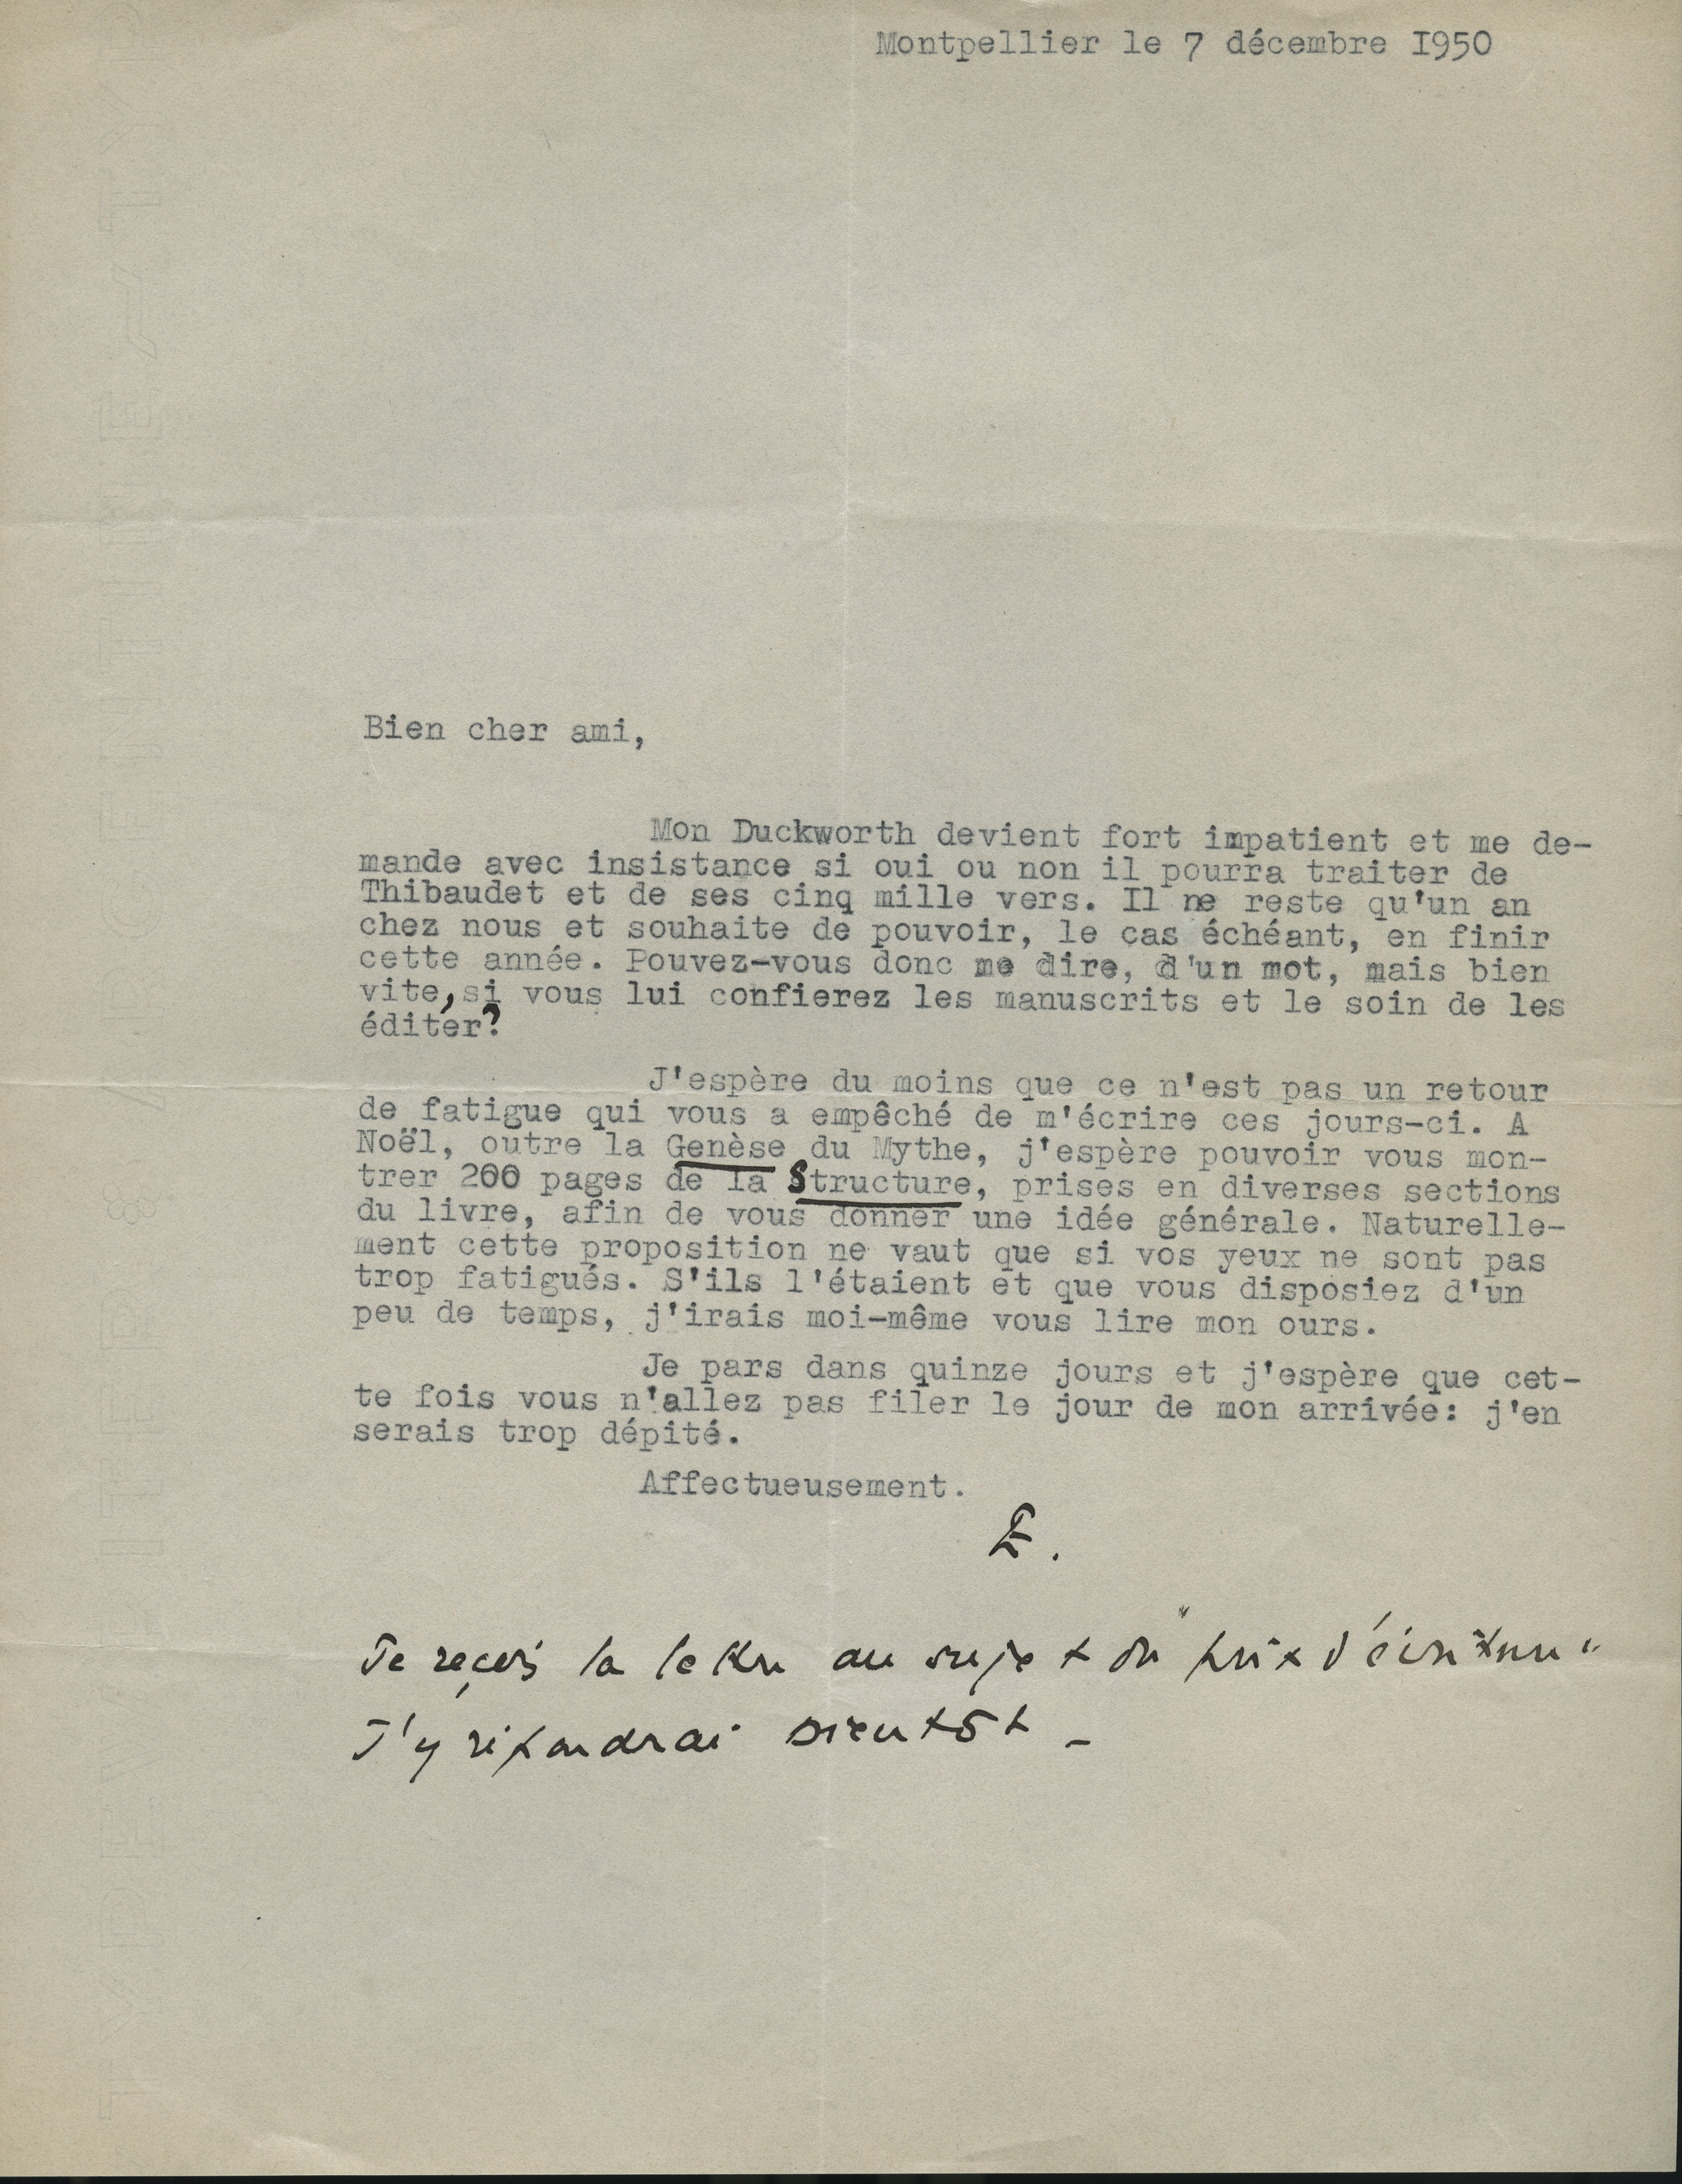 Montpellier le 7 décembre I950
Bien cher ami,
Mon Duckworth devient fort impatient et me de-
mande avec insistance si oui ou non il pourra traiter de
Thibaudet et de ses cinq mille vers. Il ne reste qu'un an
chez nous et souhaite de pouvoir, le cas échéant, en finir
cette année. Pouvez-vous donc me dire, d'un mot, mais bien
vite, si vous lui confierez les manuscrits et le soin de les
éditer?
J'espère du moins que ce n'est pas un retour
de fatigue qui vous a empêché de m'écrire ces jours-ci. A
Noël, outre la Genèse du Mythe, j'espère pouvoir vous mon-
trer 200 pages de la Structure, prises en diverses sections
du livre, afin de vous donner une idée générale. Naturelle-
ment cette proposition ne vaut que si vos yeux ne sont pas
trop fatigués. S'ils l'étaient et que vous disposiez d'un
peu de temps, j'irais moi-même vous lire mon ours.
Je pars dans quinze jours et j'espère que cet-
te fois vous n'allez pas filer le jour de mon arrivée: j'en
serais trop dépité.
Affectueusement.
E.
Je reçois la lettre au sujet du "prix d'écriture"
J'y répondrai bientôt -